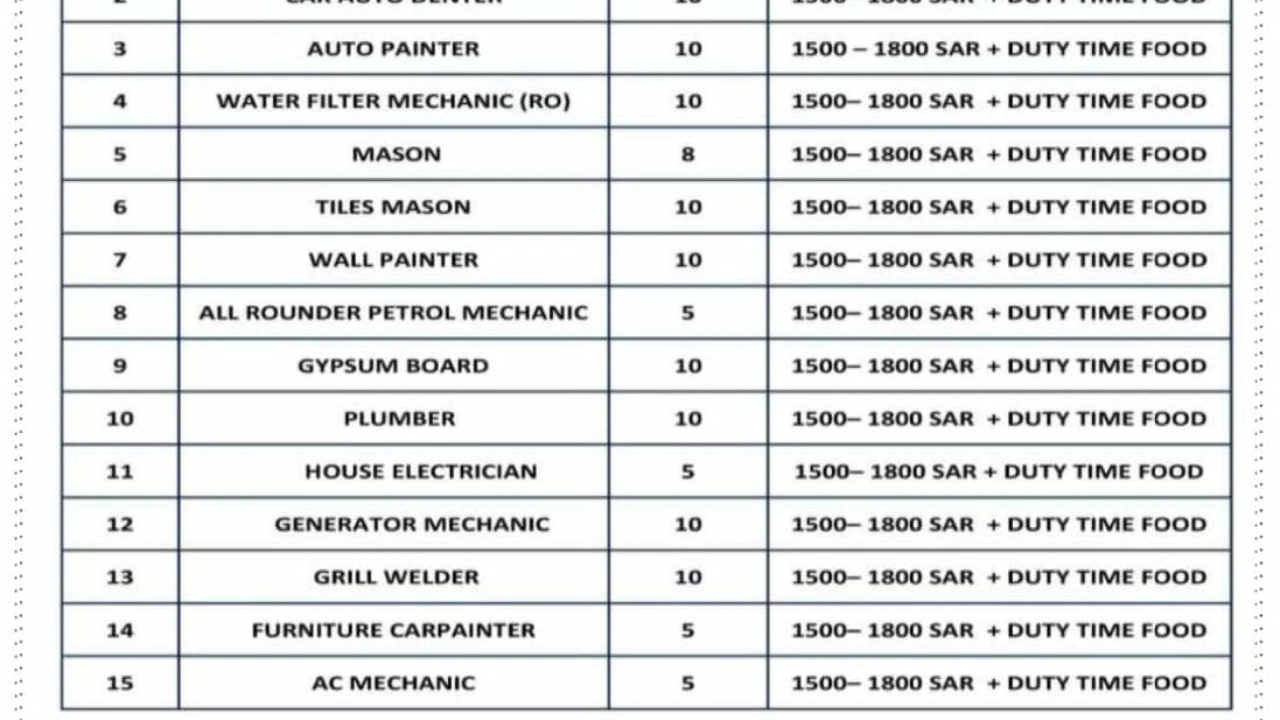 3 AUTO PAINTER 10 1500 – 1800 SAR + DUTY TIME FOOD
4 WATER FILTER MECHANIC (RO) 10 1500– 1800 SAR + DUTY TIME FOOD
5 MASON 8 1500– 1800 SAR + DUTY TIME FOOD
6 TILES MASON 10 1500– 1800 SAR + DUTY TIME FOOD
7 WALL PAINTER 10 1500– 1800 SAR + DUTY TIME FOOD
8 ALL ROUNDER PETROL MECHANIC 5 1500– 1800 SAR + DUTY TIME FOOD
9 GYPSUM BOARD 10 1500– 1800 SAR + DUTY TIME FOOD
10 PLUMBER 10 1500– 1800 SAR + DUTY TIME FOOD
11 HOUSE ELECTRICIAN 5 1500– 1800 SAR + DUTY TIME FOOD
12 GENERATOR MECHANIC 10 1500– 1800 SAR + DUTY TIME FOOD
13 GRILL WELDER 10 1500– 1800 SAR + DUTY TIME FOOD
14 FURNITURE CARPAINTER 5 1500– 1800 SAR + DUTY TIME FOOD
15 AC MECHANIC 5 1500– 1800 SAR + DUTY TIME FOOD